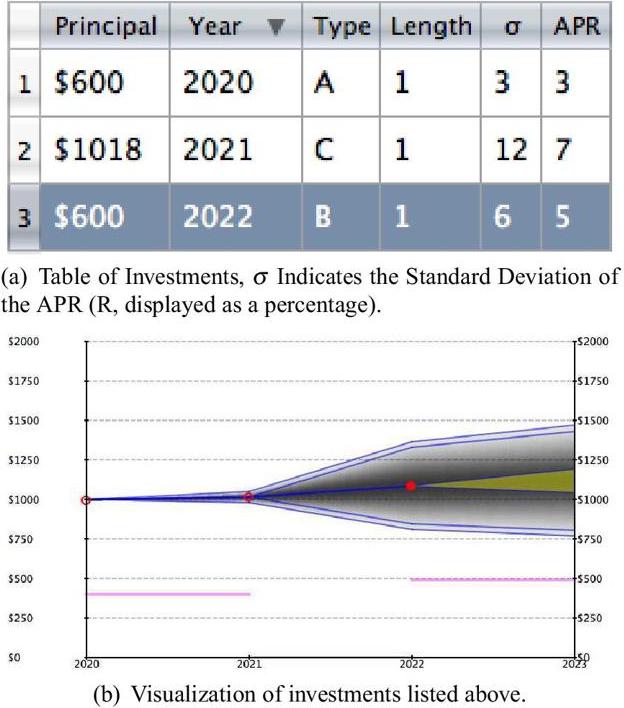 Principal Year ▼ Type Length σ APR
1 $600 2020 A 1 3 3
2 $1018 2021 C 1 12 7
3 $600 2022 B 1 6 5
(a) Table of Investments, σ Indicates the Standard Deviation of
the APR (R, displayed as a percentage).
$2000 $2000
$1750 $1750
$1500 $1500
$1250 $1250
$1000 $1000
$750 $750
$500 $500
$250 $250
$0 $0
2020 2021 2022 2023
(b) Visualization of investments listed above.